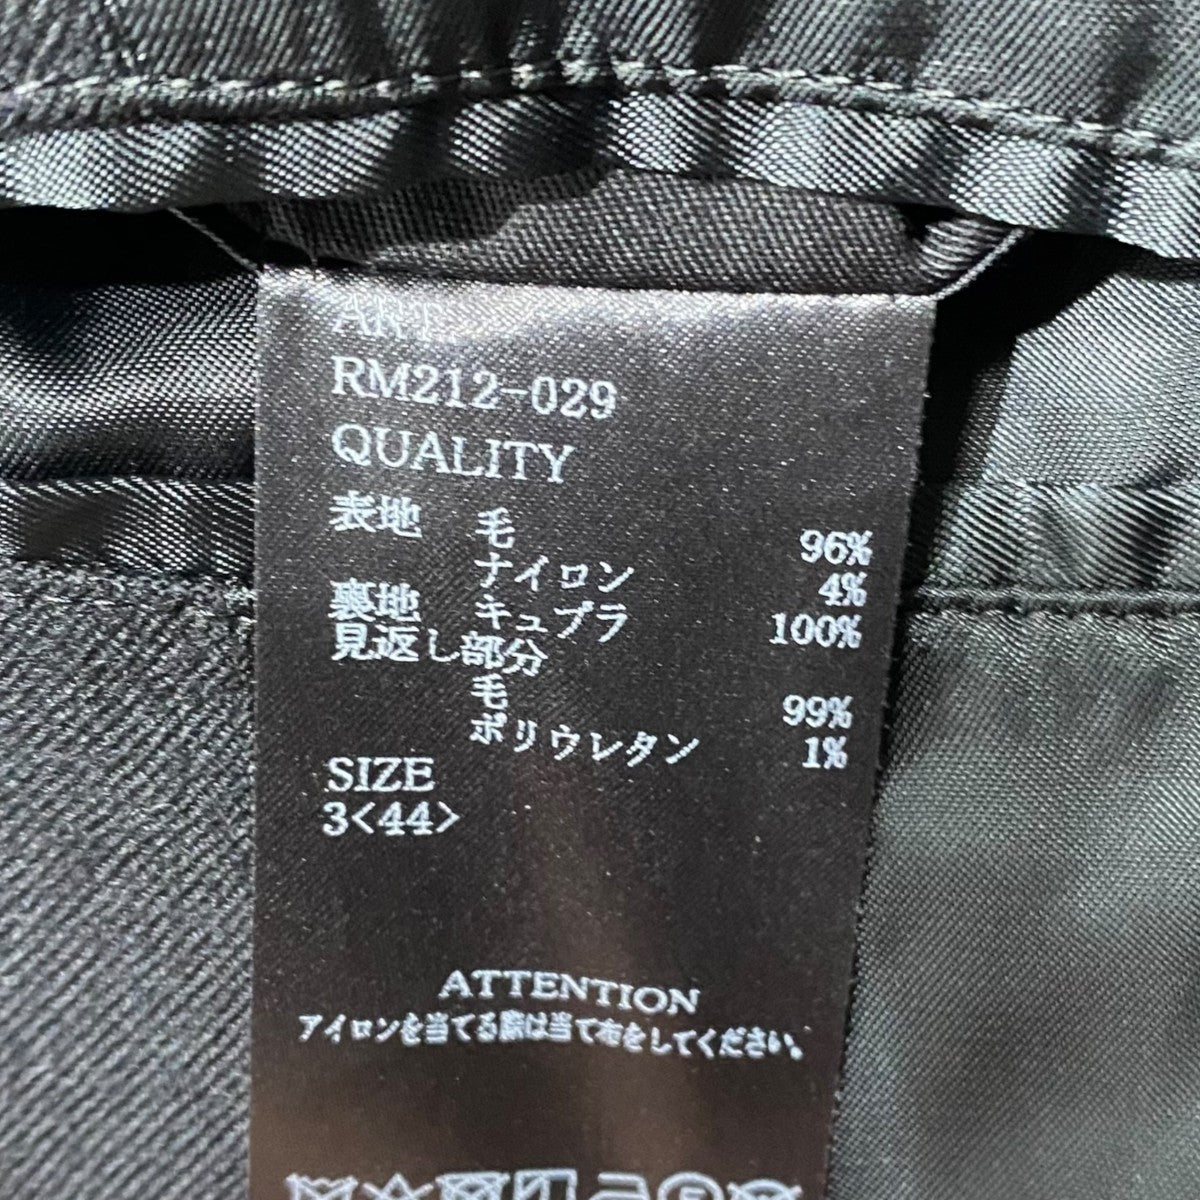 ART
RM212-029
QUALITY
表地 毛 96%
ナイロン 4%
裏地 キュプラ 100%
見返し部分
毛 99%
ポリウレタン 1%
SIZE
3<44>
ATTENTION
アイロンを当てる際は当て布をしてください。